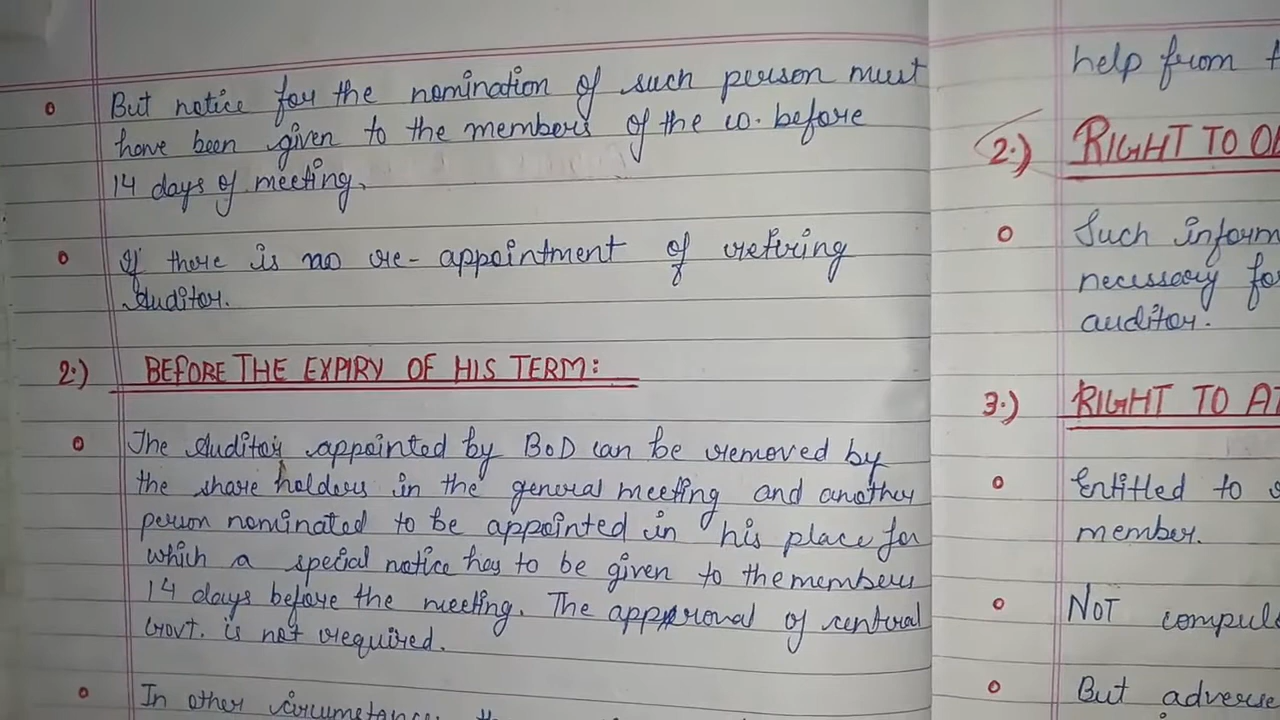 But notice for the nomination of such person must
have been given to the members of the co. before
14 days of meeting.
If there is no re-appointment of retiring
Auditor.
2.) BEFORE THE EXPIRY OF HIS TERM:
The Auditor appointed by BoD can be removed by
the share holders in the general meeting and another
person nominated to be appointed in his place for
which a special notice has to be given to the members
14 days before the meeting. The approval of central
Govt. is not required.
In other circumstances
help from
2.) RIGHT TO
Such inform
necessary fo
auditor.
3.) RIGHT TO AT
Entitled to
member.
NOT compul
But adverse